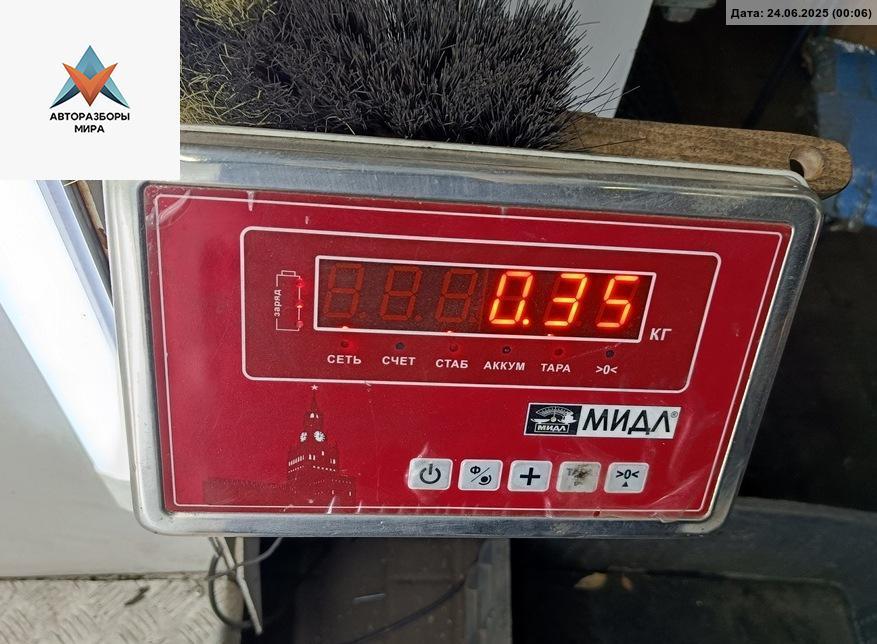 Дата: 24.06.2025 (00:06)
АВТОРАЗБОРЫ
МИРА
заряд
0.35
КГ
СЕТЬ СЧЕТ СТАБ АККУМ ТАРА >0<
МИДЛ МИДЛ®
Ф + >0<